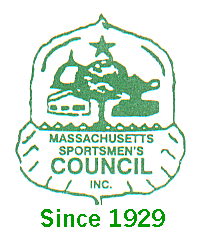 MASSACHUSETTS
SPORTSMEN'S
COUNCIL
INC.
Since 1929